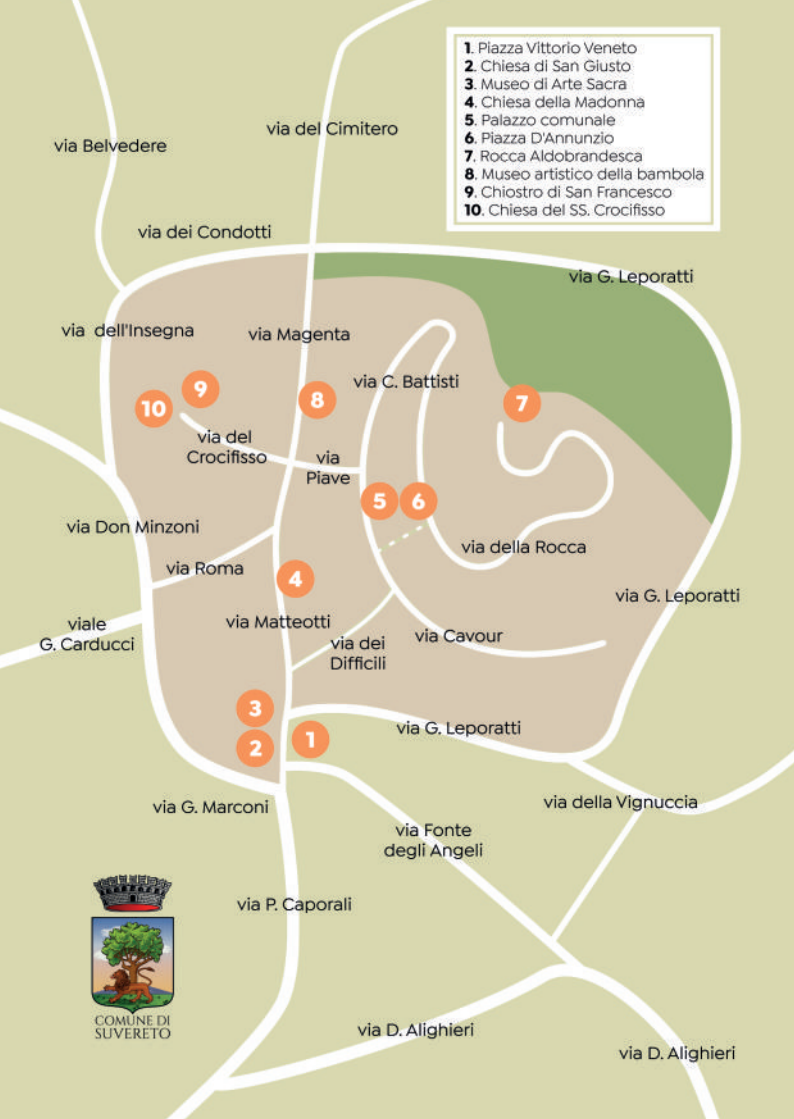 1. Piazza Vittorio Veneto
2. Chiesa di San Giusto
3. Museo di Arte Sacra
4. Chiesa della Madonna
5. Palazzo comunale
6. Piazza D'Annunzio
7. Rocca Aldobrandesca
8. Museo artistico della bambola
9. Chiostro di San Francesco
10. Chiesa del SS. Crocifisso
via del Cimitero
via Belvedere
via dei Condotti
via G. Leporatti
via dell'Insegna
via Magenta
via C. Battisti
9
10
8
7
via del
Crocifisso
via
Piave
5
6
via Don Minzoni
via della Rocca
via Roma
4
via G. Leporatti
viale
G. Carducci
via Matteotti
via dei
Difficili
via Cavour
3
2
1
via G. Leporatti
via G. Marconi
via della Vignuccia
via Fonte
degli Angeli
via P. Caporali
COMUNE DI
SUVERETO
via D. Alighieri
via D. Alighieri